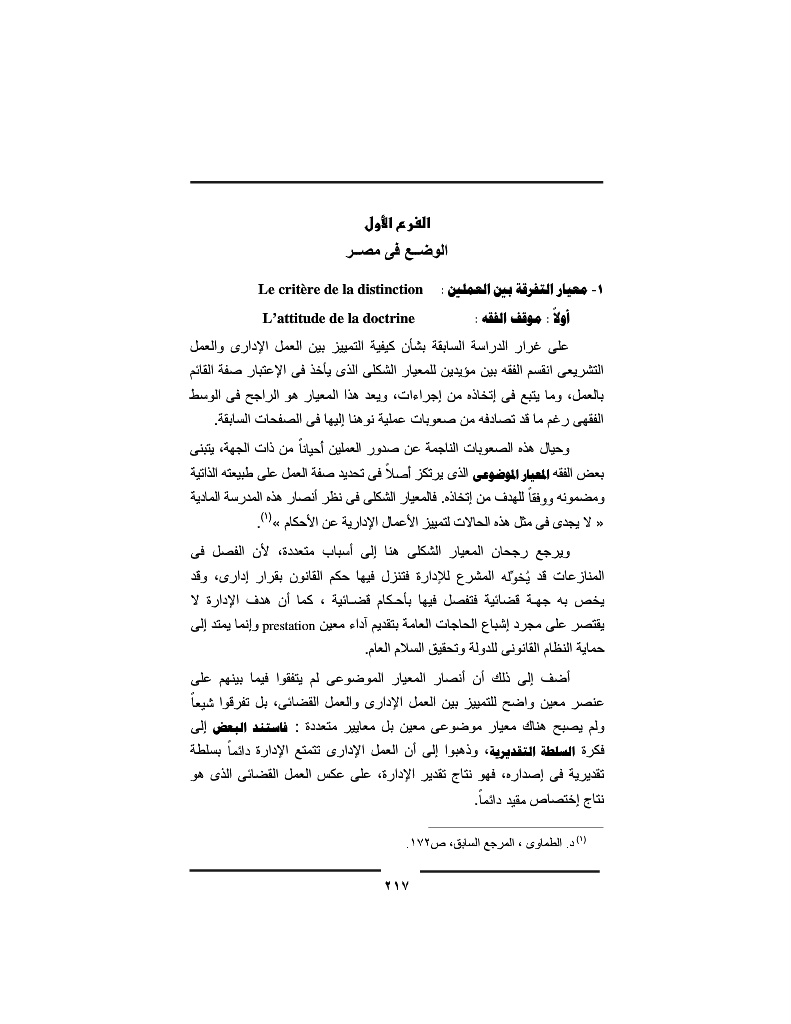 الفرع الأول
الوضــع فى مصــر
١- معيار التفرقة بين العملين : Le critère de la distinction
أولاً : موقف الفقه : L’attitude de la doctrine
على غرار الدراسة السابقة بشأن كيفية التمييز بين العمل الإدارى والعمل
التشريعى انقسم الفقه بين مؤيدين للمعيار الشكلى الذى يأخذ فى الإعتبار صفة القائم
بالعمل، وما يتبع فى إتخاذه من إجراءات، ويعد هذا المعيار هو الراجح فى الوسط
الفقهى رغم ما قد تصادفه من صعوبات عملية نوهنا إليها فى الصفحات السابقة.
وحيال هذه الصعوبات الناجمة عن صدور العملين أحياناً من ذات الجهة، يتبنى
بعض الفقه المعيار الموضوعى الذى يرتكز أصلاً فى تحديد صفة العمل على طبيعته الذاتية
ومضمونه ووفقاً للهدف من إتخاذه. فالمعيار الشكلى فى نظر أنصار هذه المدرسة المادية
« لا يجدى فى مثل هذه الحالات لتمييز الأعمال الإدارية عن الأحكام »(١).
ويرجع رجحان المعيار الشكلى هنا إلى أسباب متعددة، لأن الفصل فى
المنازعات قد يُخولّه المشرع للإدارة فتنزل فيها حكم القانون بقرار إدارى، وقد
يخص به جهـة قضائية فتفصل فيها بأحـكام قضـائية ، كما أن هدف الإدارة لا
يقتصر على مجرد إشباع الحاجات العامة بتقديم آداء معين prestation وإنما يمتد إلى
حماية النظام القانونى للدولة وتحقيق السلام العام.
أضف إلى ذلك أن أنصار المعيار الموضوعى لم يتفقوا فيما بينهم على
عنصر معين واضح للتمييز بين العمل الإدارى والعمل القضائى، بل تفرقوا شيعاً
ولم يصبح هناك معيار موضوعى معين بل معايير متعددة : فاستند البعض إلى
فكرة السلطة التقديرية، وذهبوا إلى أن العمل الإدارى تتمتع الإدارة دائماً بسلطة
تقديرية فى إصداره، فهو نتاج تقدير الإدارة، على عكس العمل القضائى الذى هو
نتاج إختصاص مقيد دائماً.
(١) د. الطماوى ، المرجع السابق، ص١٧٢.
٢١٧